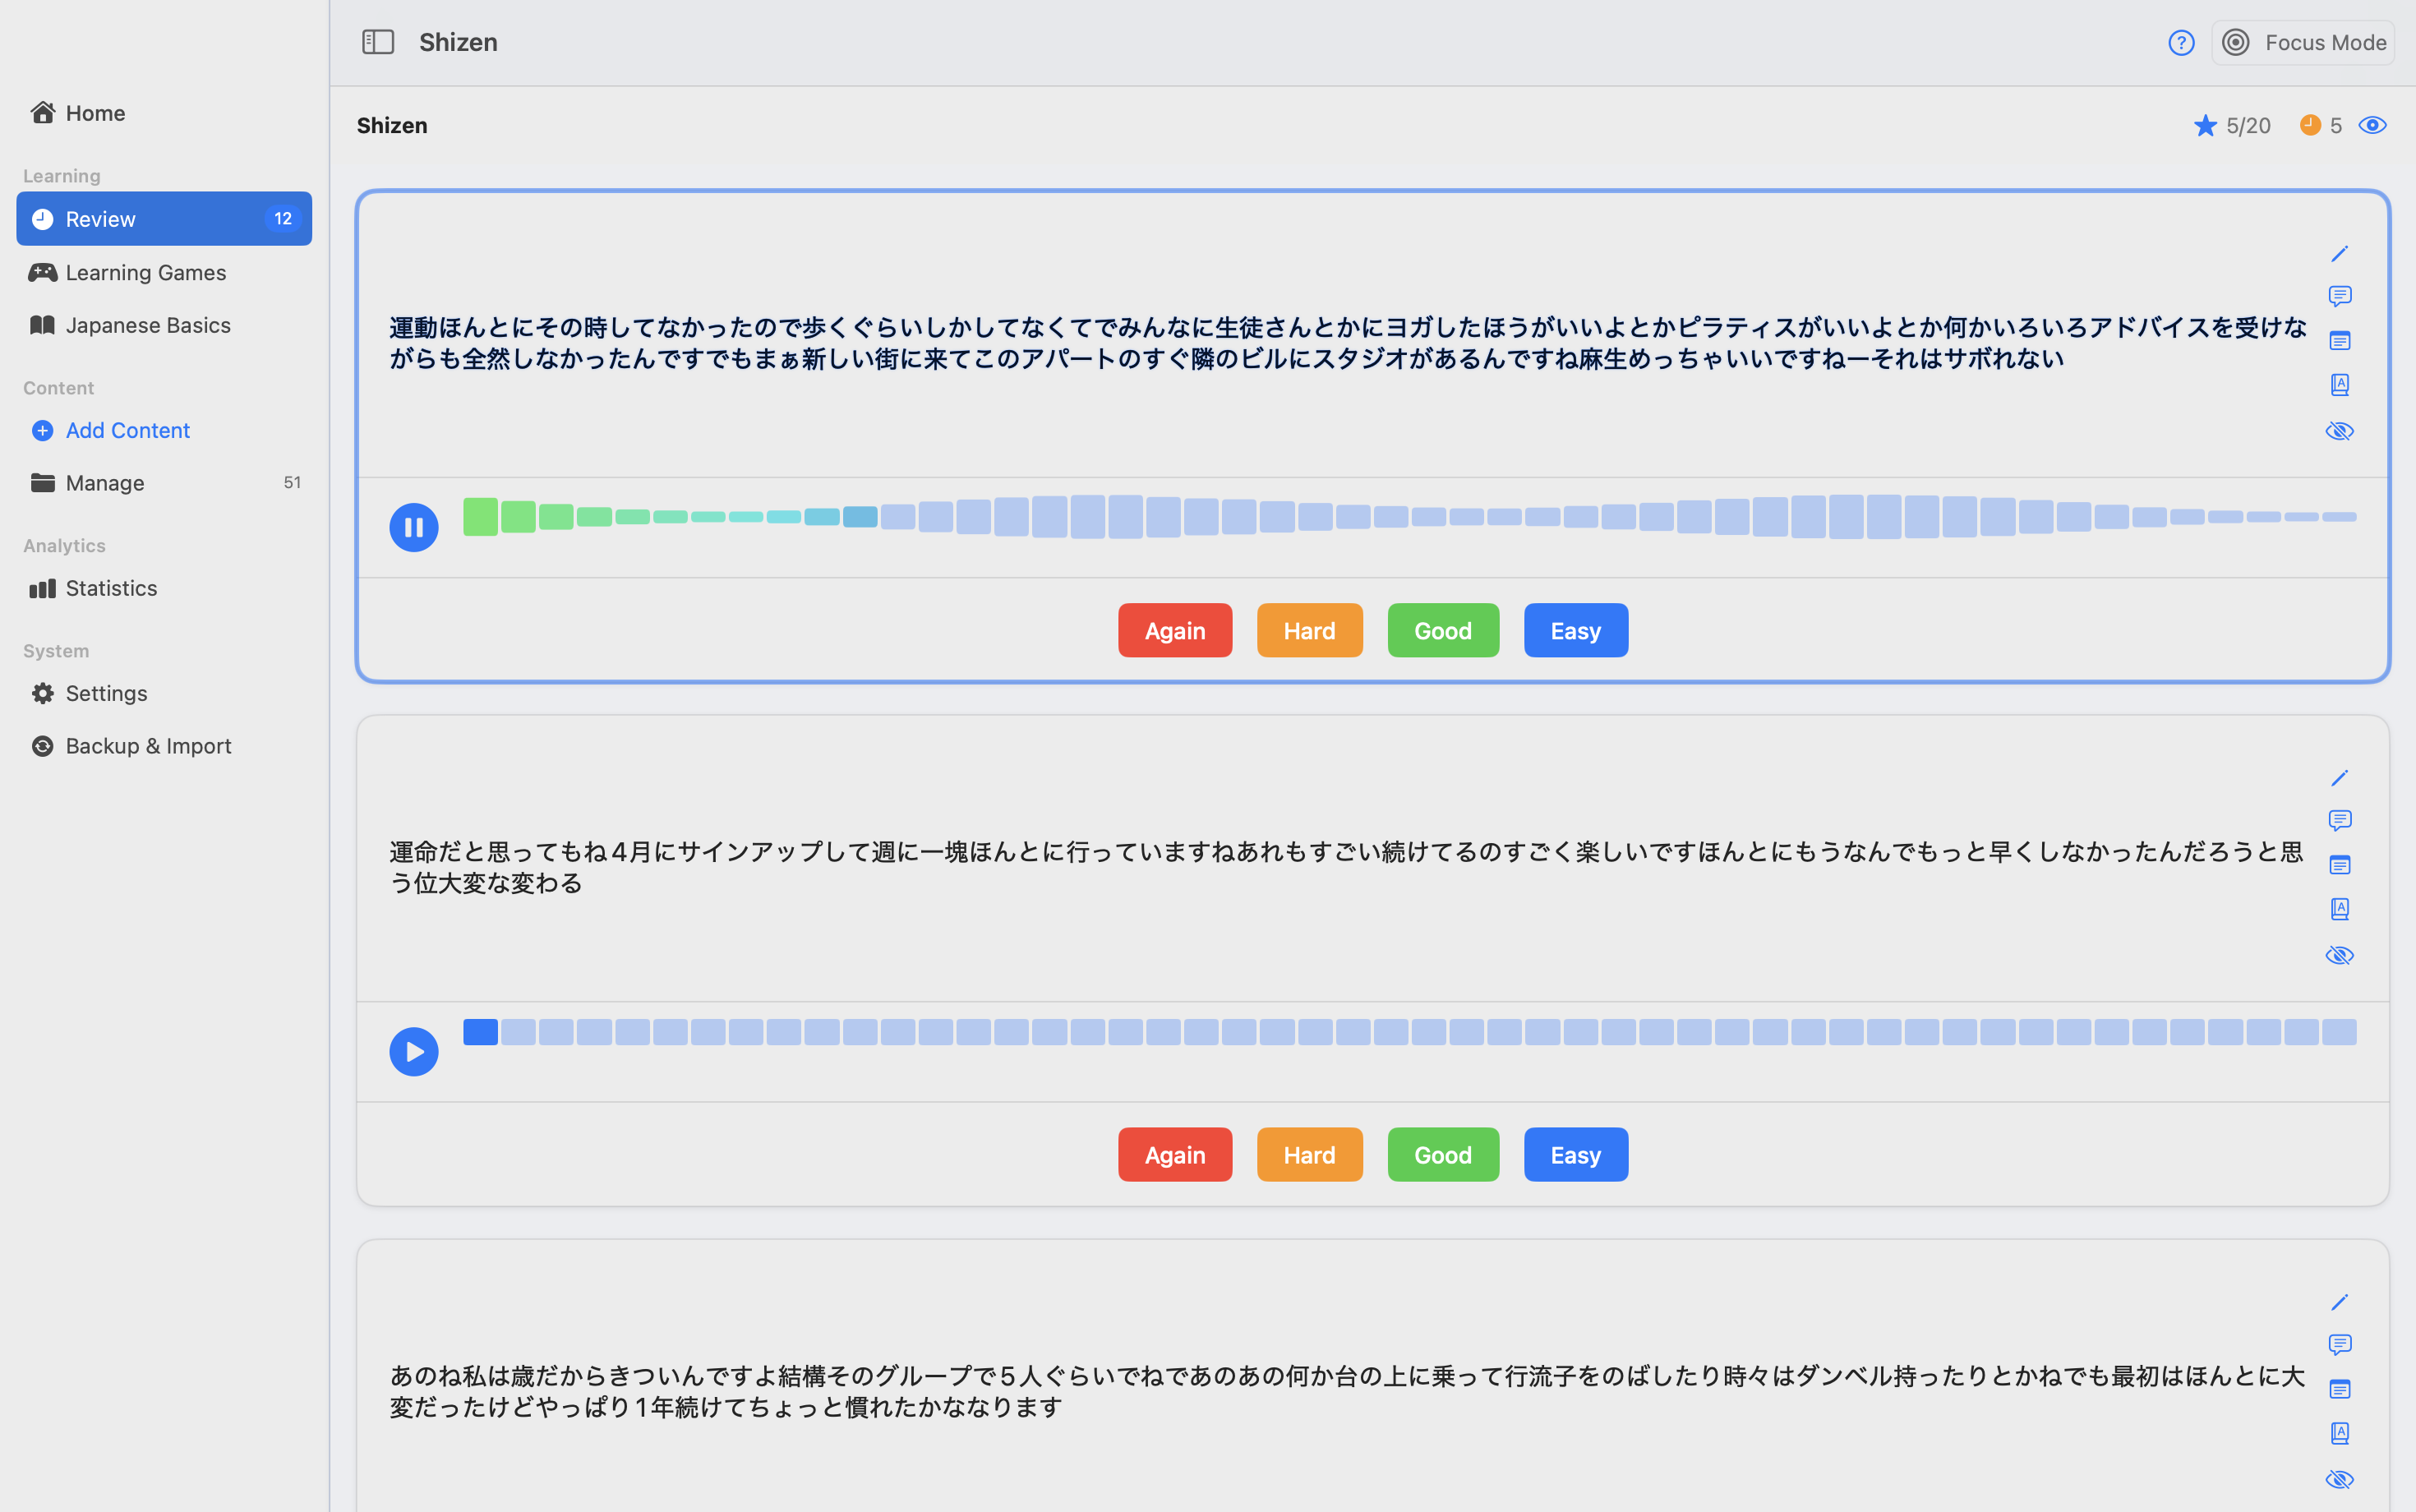 Shizen
Focus Mode
Home
Learning
Review 12
Learning Games
Japanese Basics
Content
Add Content
Manage 51
Analytics
Statistics
System
Settings
Backup & Import
Shizen
5/20 5
運動ほんとにその時してなかったので歩くぐらいしかしてなくてでみんなに生徒さんとかにヨガしたほうがいいよとかピラティスがいいよとか何かいろいろアドバイスを受けな
がらも全然しなかったんですでもまぁ新しい街に来てこのアパートのすぐ隣のビルにスタジオがあるんですね麻生めっちゃいいですねーそれはサボれない
Again Hard Good Easy
運命だと思ってもね４月にサインアップして週に一塊ほんとに行っていますねあれもすごい続けてるのすごく楽しいですほんとにもうなんでもっと早くしなかったんだろうと思
う位大変な変わる
Again Hard Good Easy
あのね私は歳だからきついんですよ結構そのグループで５人ぐらいでねであのあの何か台の上に乗って行流子をのばしたり時々はダンベル持ったりとかねでも最初はほんとに大
変だったけどやっぱり1年続けてちょっと慣れたかななります